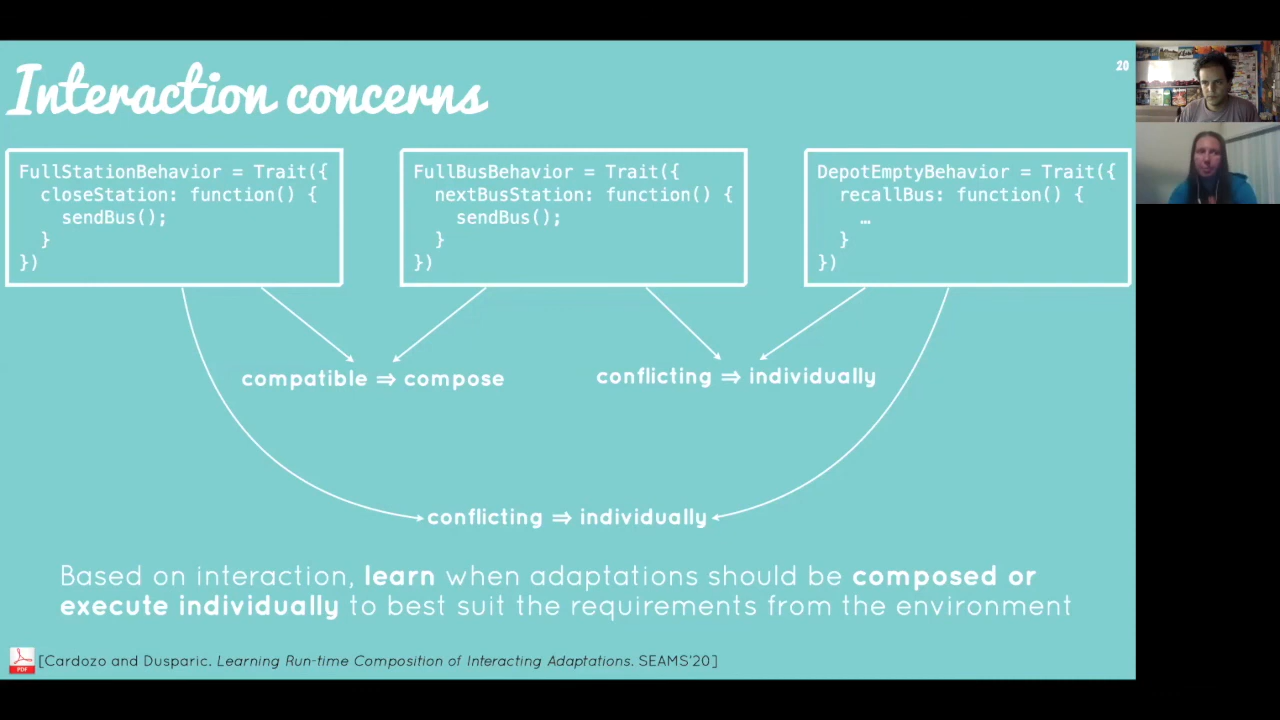 Interaction concerns
20
FullStationBehavior = Trait({
closeStation: function() {
sendBus();
}
})
FullBusBehavior = Trait({
nextBusStation: function() {
sendBus();
}
})
DepotEmptyBehavior = Trait({
recallBus: function() {
…
}
})
compatible ⇒ compose
conflicting ⇒ individually
conflicting ⇒ individually
Based on interaction, learn when adaptations should be composed or
execute individually to best suit the requirements from the environment
PDF
[Cardozo and Dusparic. Learning Run-time Composition of Interacting Adaptations. SEAMS'20]